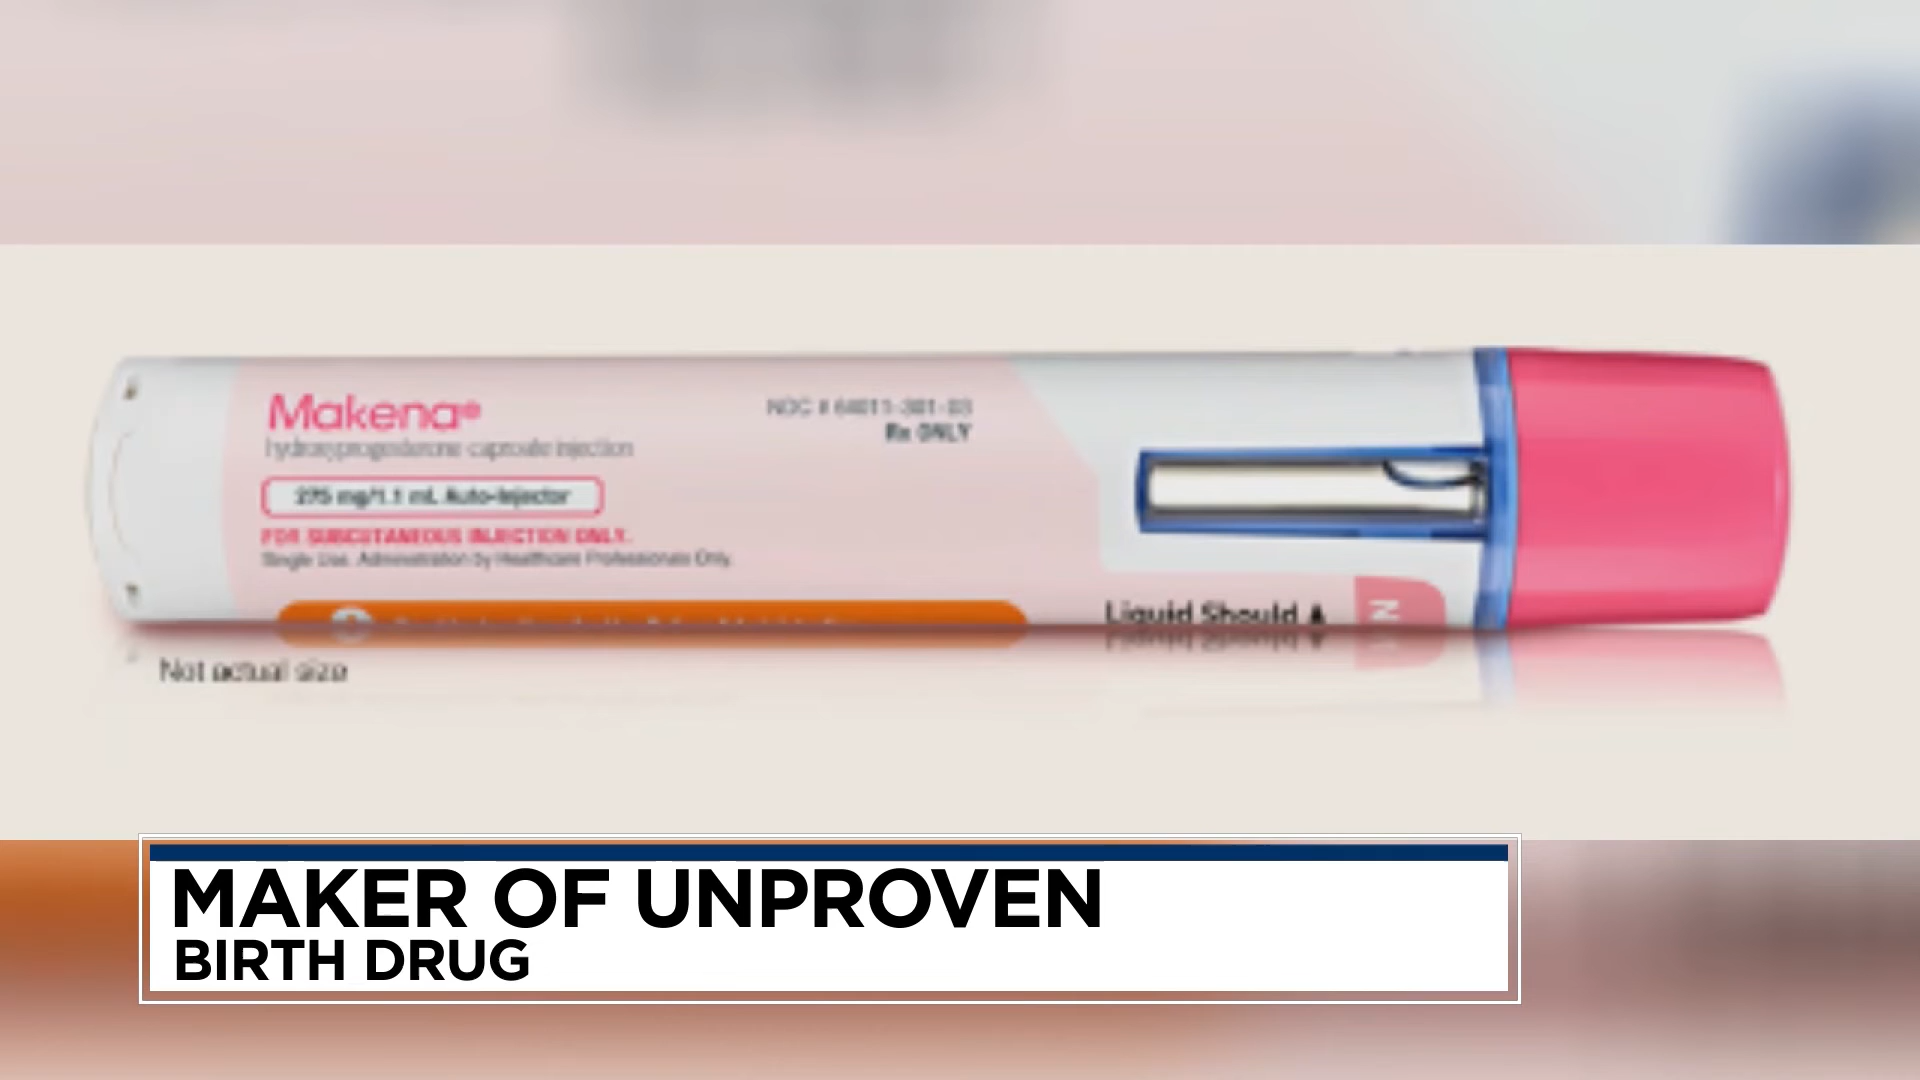 Makena®
hydroxyprogesterone caproate injection
NDC # 64011-301-03
Rx ONLY
275 mg/1.1 mL Auto-Injector
FOR SUBCUTANEOUS INJECTION ONLY.
Single Use. Administration by Healthcare Professionals Only.
Liquid Should
Not actual size
MAKER OF UNPROVEN
BIRTH DRUG